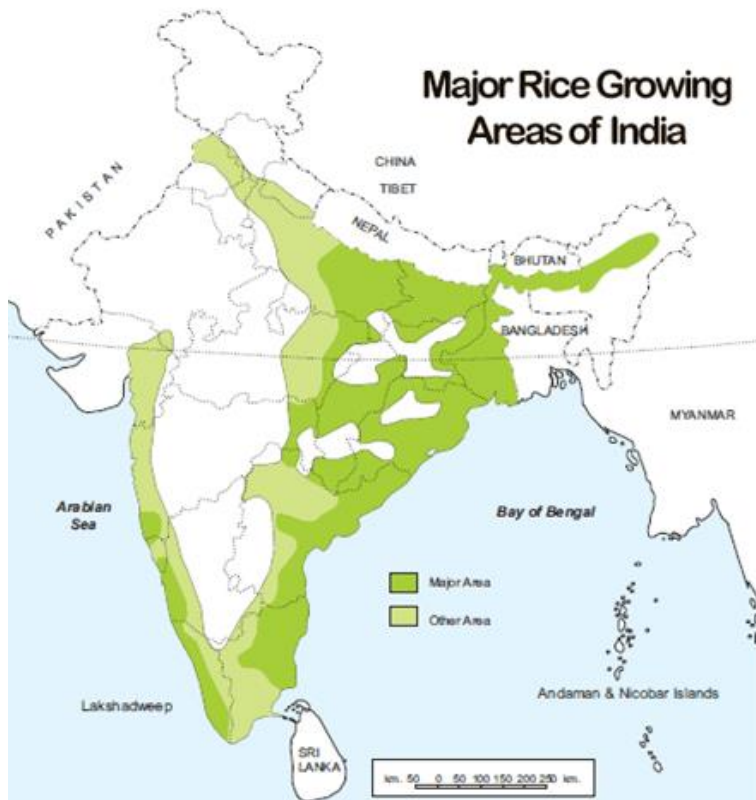 Major Rice Growing
Areas of India
CHINA
TIBET
PAKISTAN
NEPAL
BHUTAN
BANGLADESH
MYANMAR
Arabian
Sea
Bay of Bengal
Major Area
Other Area
Lakshadweep
Andaman & Nicobar Islands
SRI
LANKA
km. 50 0 50 100 150 200 250 km.